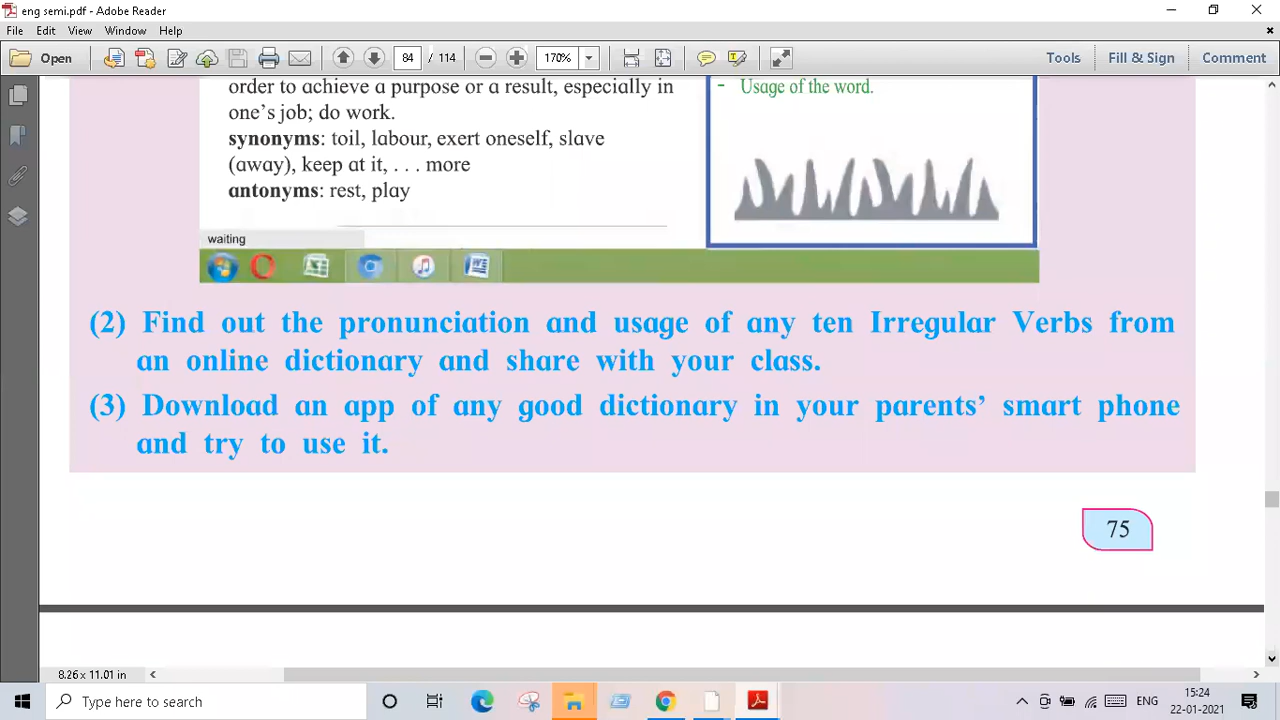 eng semi.pdf - Adobe Reader
File Edit View Window Help
Open 84 / 114 170% Tools Fill & Sign Comment
order to achieve a purpose or a result, especially in
one's job; do work.
synonyms: toil, labour, exert oneself, slave
(away), keep at it, . . . more
antonyms: rest, play
- Usage of the word.
waiting
(2) Find out the pronunciation and usage of any ten Irregular Verbs from
an online dictionary and share with your class.
(3) Download an app of any good dictionary in your parents' smart phone
and try to use it.
75
8.26 x 11.01 in
Type here to search
ENG
15:24
22-01-2021